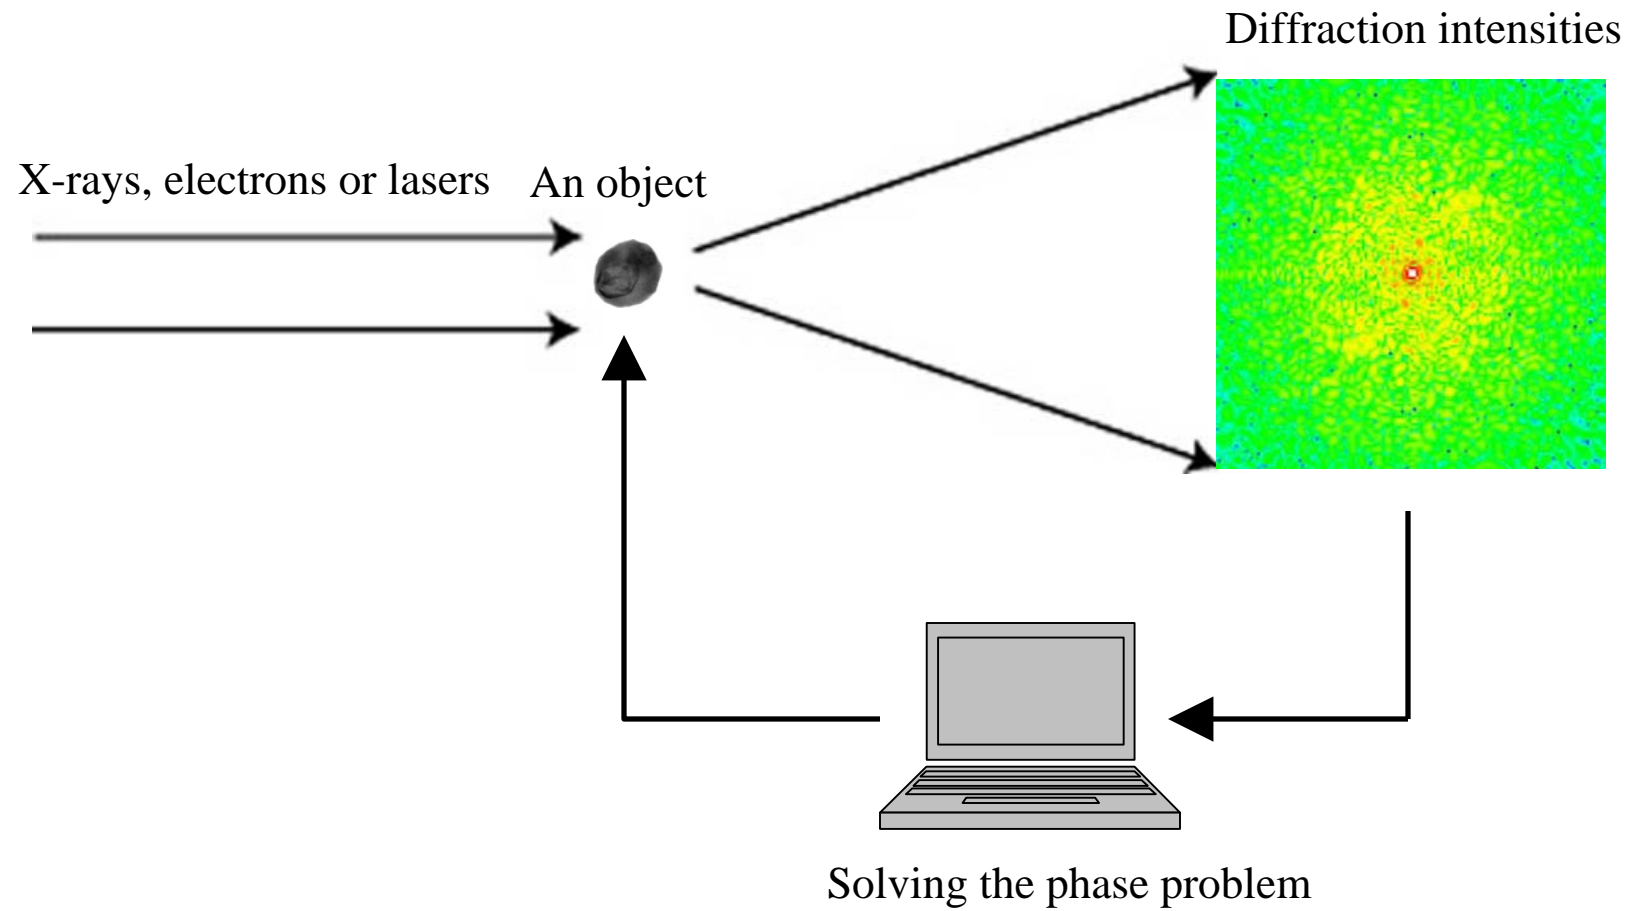 Diffraction intensities
X-rays, electrons or lasers
An object
Solving the phase problem